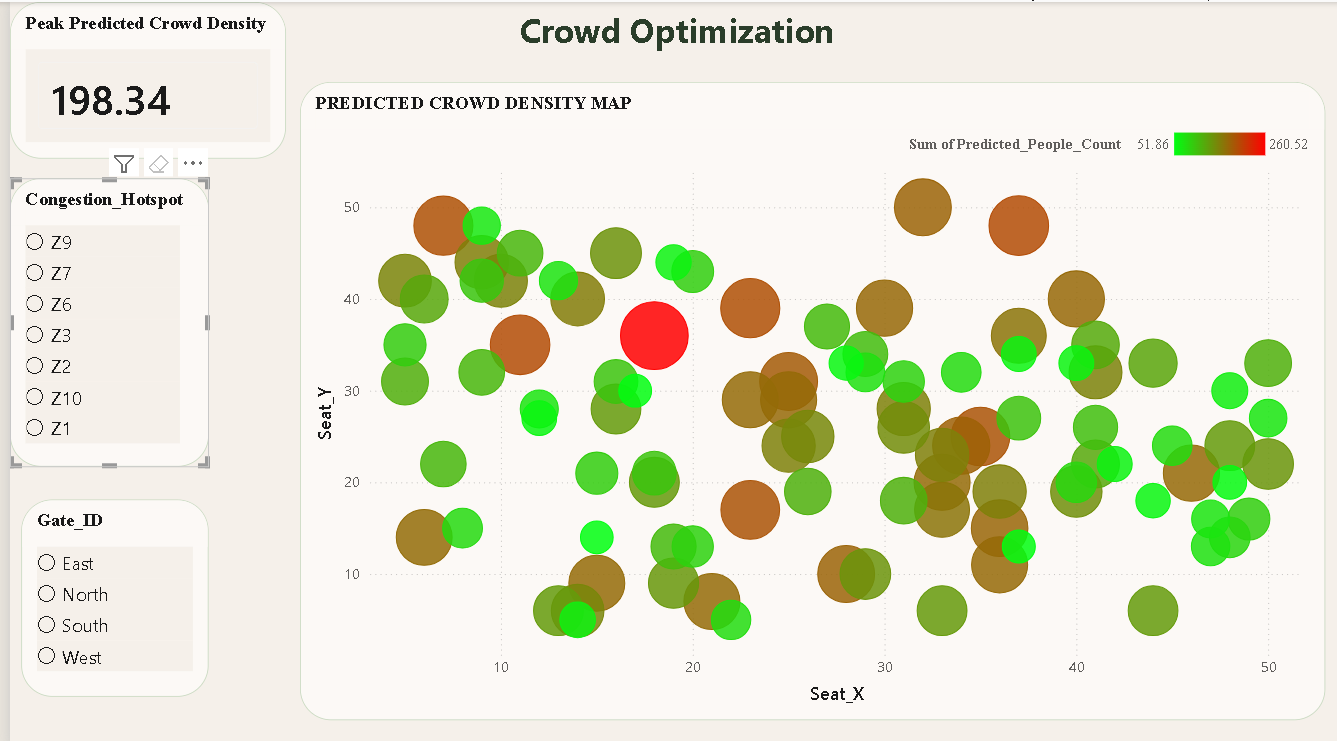 Peak Predicted Crowd Density
198.34
Crowd Optimization
Congestion_Hotspot
Z9
Z7
Z6
Z3
Z2
Z10
Z1
Gate_ID
East
North
South
West
PREDICTED CROWD DENSITY MAP
Sum of Predicted_People_Count 51.86 260.52
Seat_Y
50
40
30
20
10
10 20 30 40 50
Seat_X